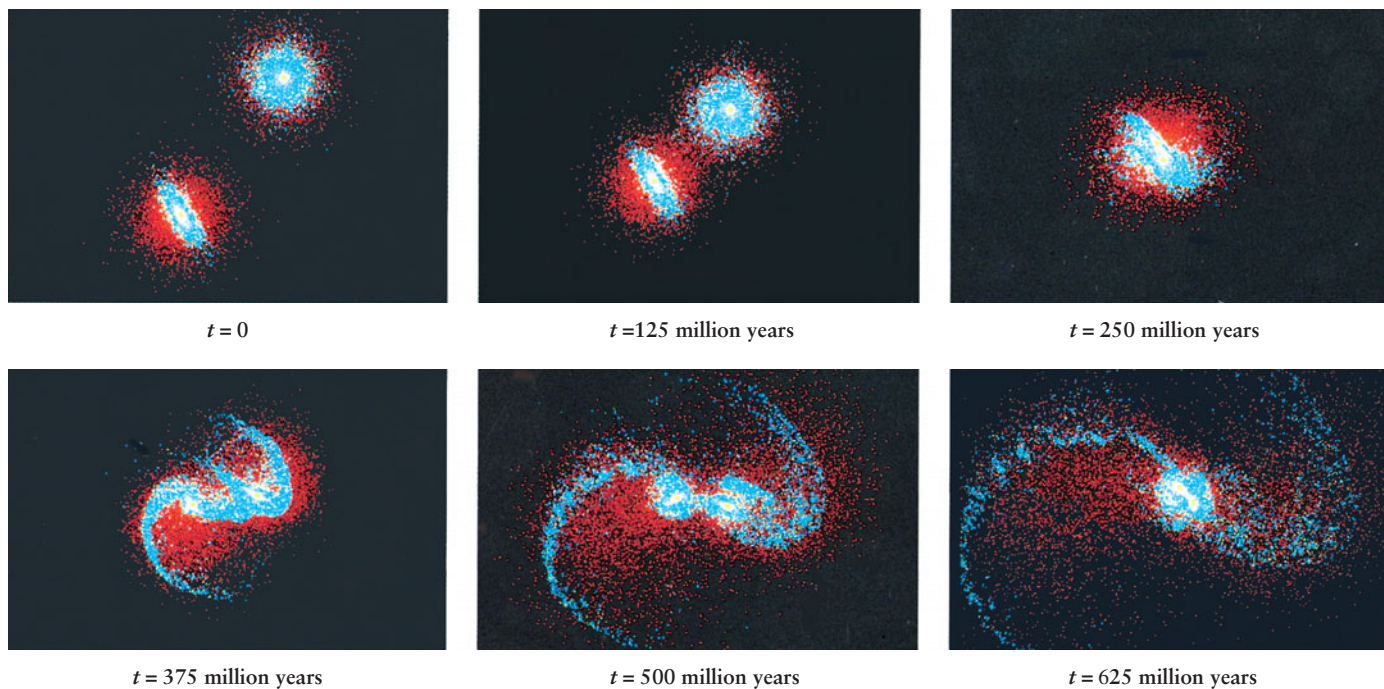 t = 0
t =125 million years
t = 250 million years
t = 375 million years
t = 500 million years
t = 625 million years